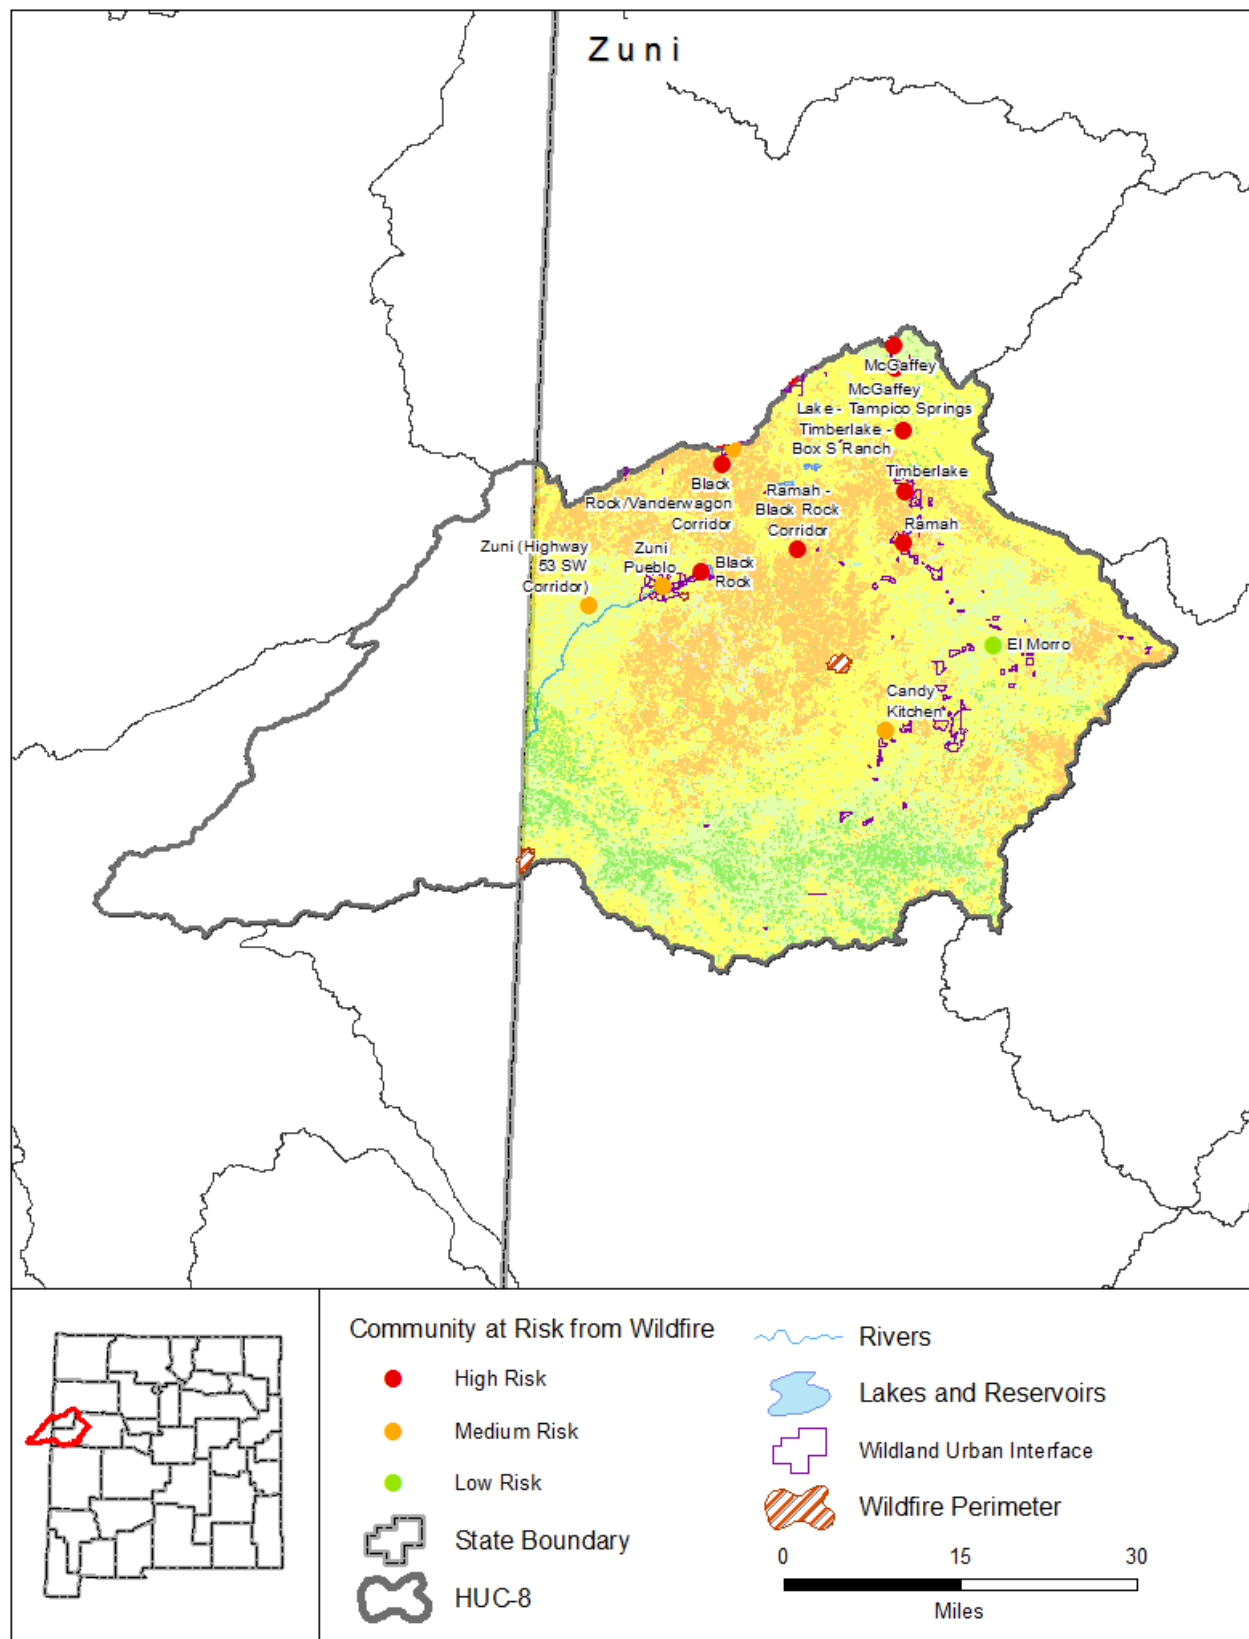 Zuni
McGaffey
McGaffey
Lake - Tampico Springs
Timberlake -
Box S Ranch
Timberlake
Black
Rock/Vanderwagon
Corridor
Ramah -
Black Rock
Corridor
Ramah
Zuni (Highway
53 SW
Corridor)
Zuni
Pueblo
Black
Rock
El Morro
Candy
Kitchen
Community at Risk from Wildfire
High Risk
Medium Risk
Low Risk
State Boundary
HUC-8
Rivers
Lakes and Reservoirs
Wildland Urban Interface
Wildfire Perimeter
0 15 30
Miles